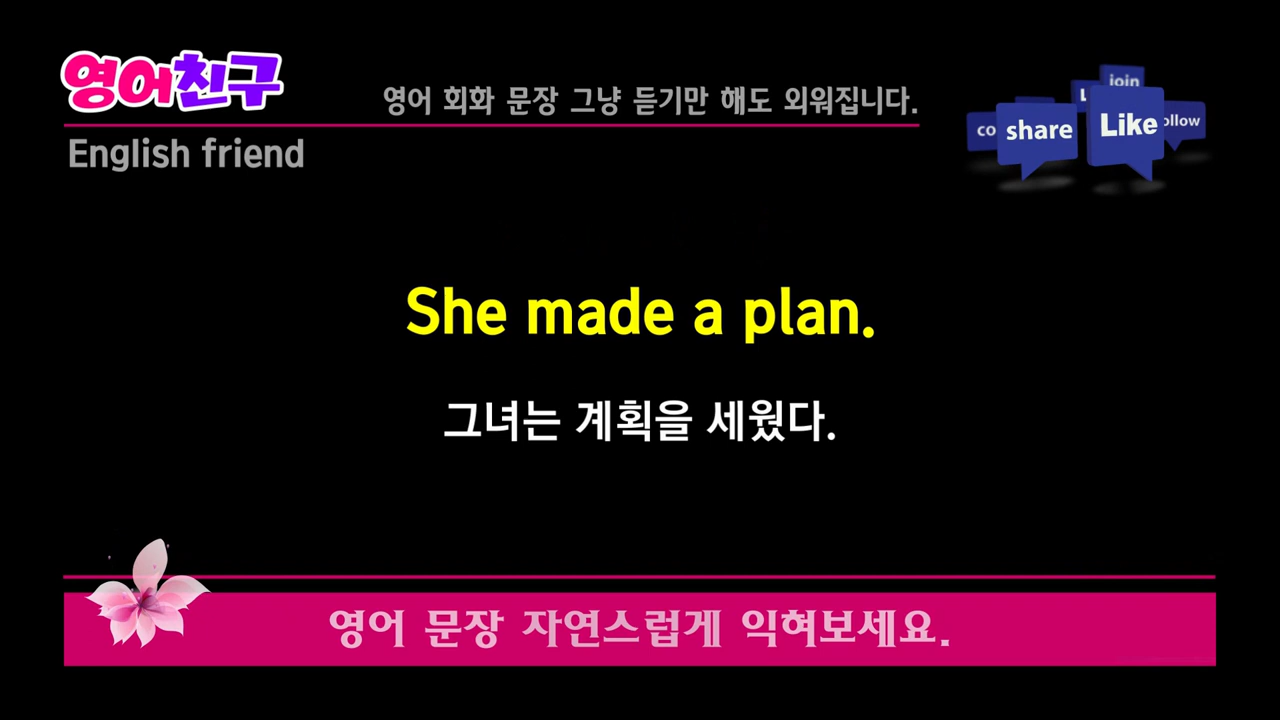 영어친구
English friend
영어 회화 문장 그냥 듣기만 해도 외워집니다.
join
share
Like
She made a plan.
그녀는 계획을 세웠다.
영어 문장 자연스럽게 익혀보세요.